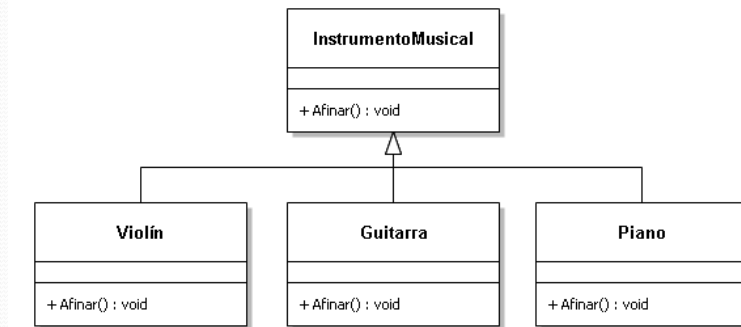 InstrumentoMusical
+ Afinar() : void
Violín
+ Afinar() : void
Guitarra
+ Afinar() : void
Piano
+ Afinar() : void